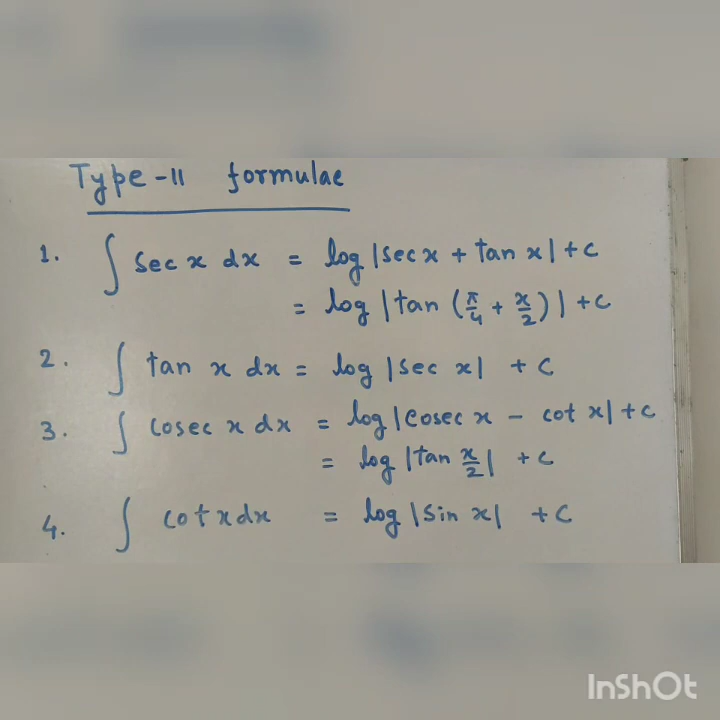 Type-II formulae
1. ∫ sec x dx = log |sec x + tan x| + c
= log |tan (π/4 + x/2)| + c
2. ∫ tan x dx = log |sec x| + c
3. ∫ cosec x dx = log |cosec x - cot x| + c
= log |tan x/2| + c
4. ∫ cot x dx = log |sin x| + c
InShOt